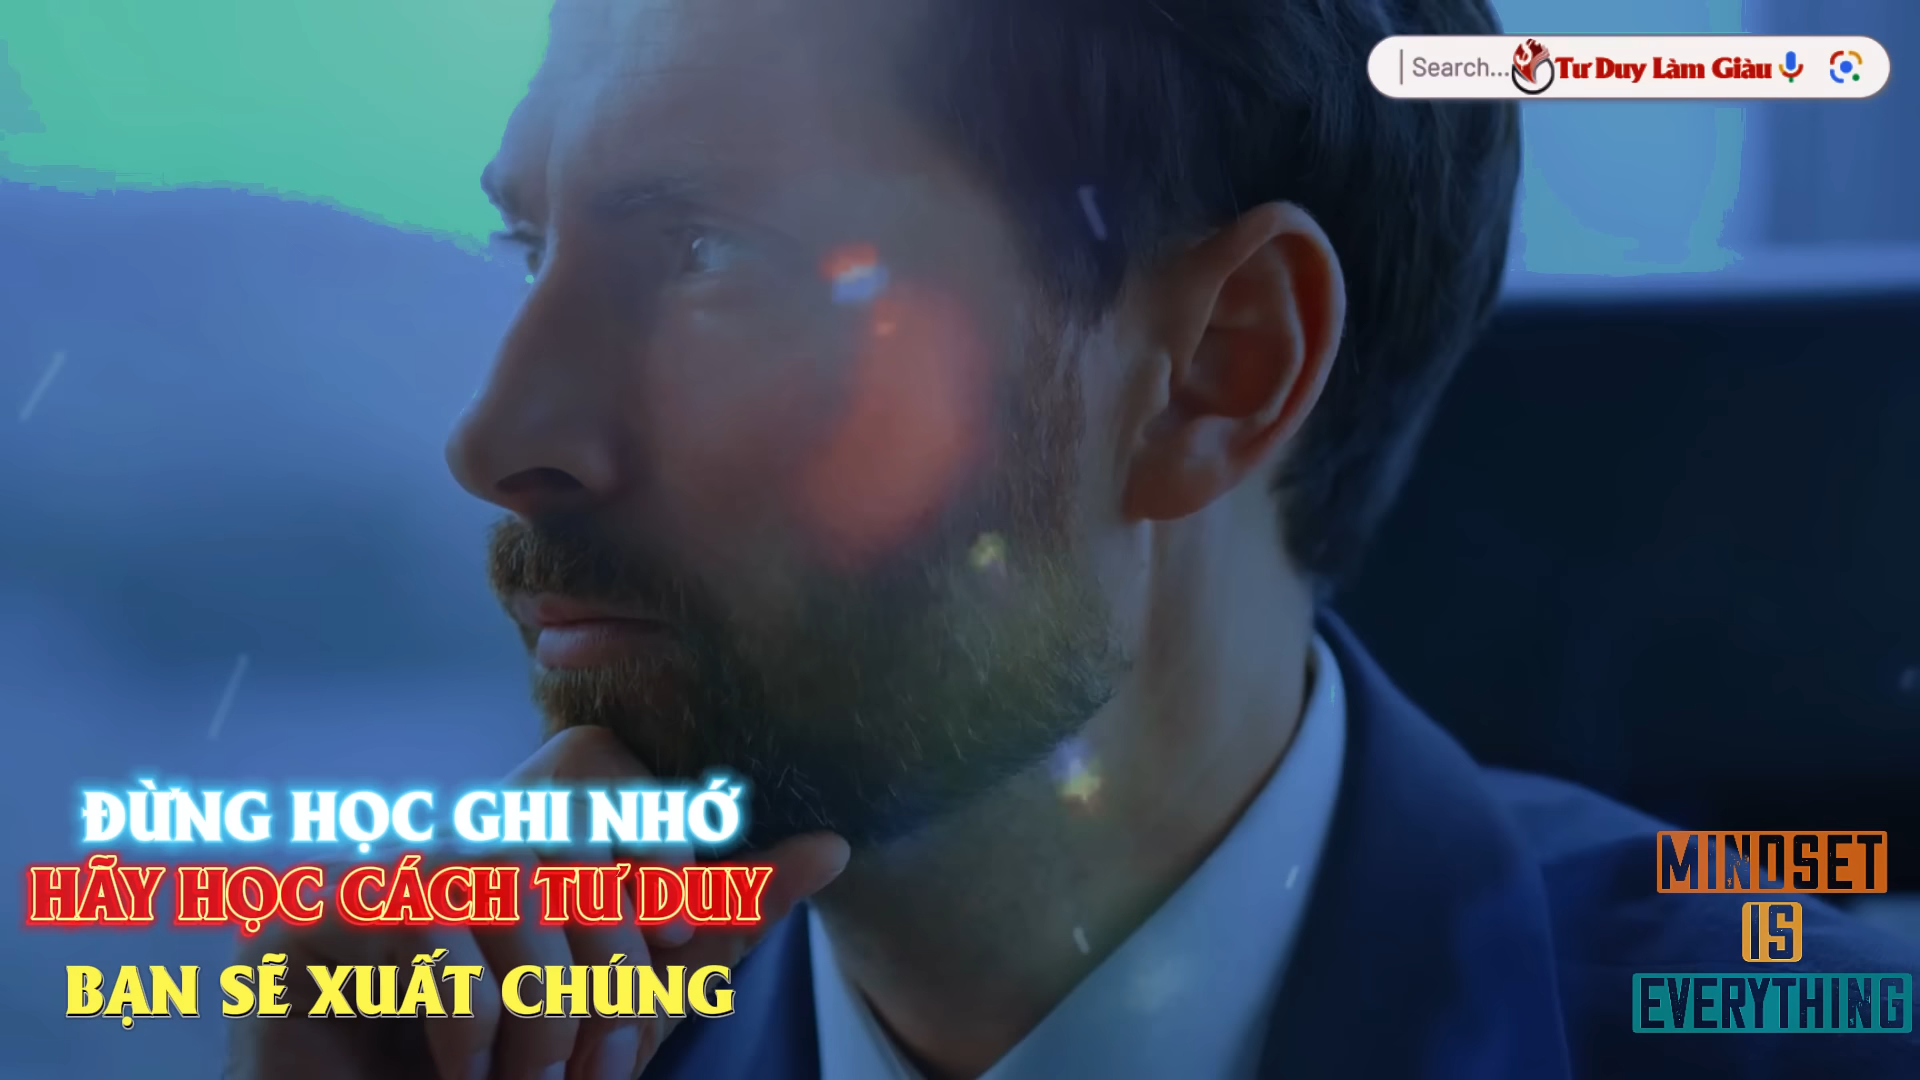 Search... Tư Duy Làm Giàu
ĐỪNG HỌC GHI NHỚ
HÃY HỌC CÁCH TƯ DUY
BẠN SẼ XUẤT CHÚNG
MINDSET
IS
EVERYTHING